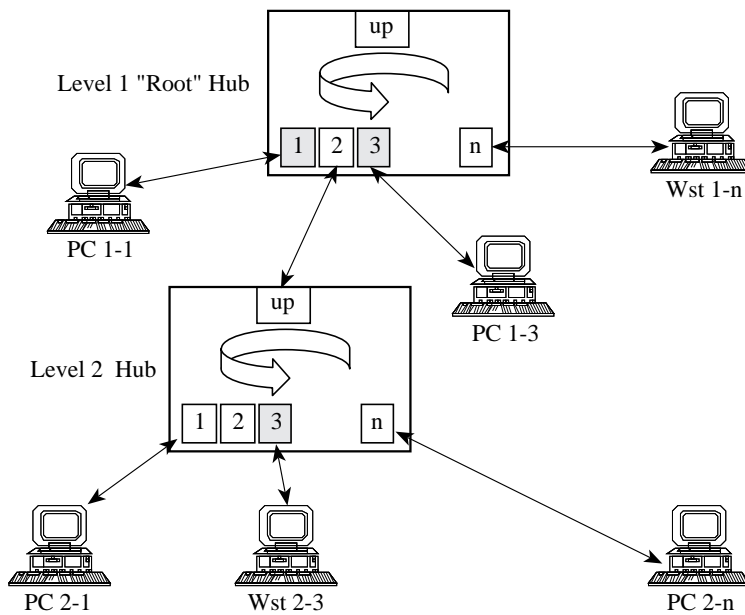 up
Level 1 "Root" Hub
1 2 3 n
Wst 1-n
PC 1-1
up
PC 1-3
Level 2 Hub
1 2 3 n
PC 2-1
Wst 2-3
PC 2-n